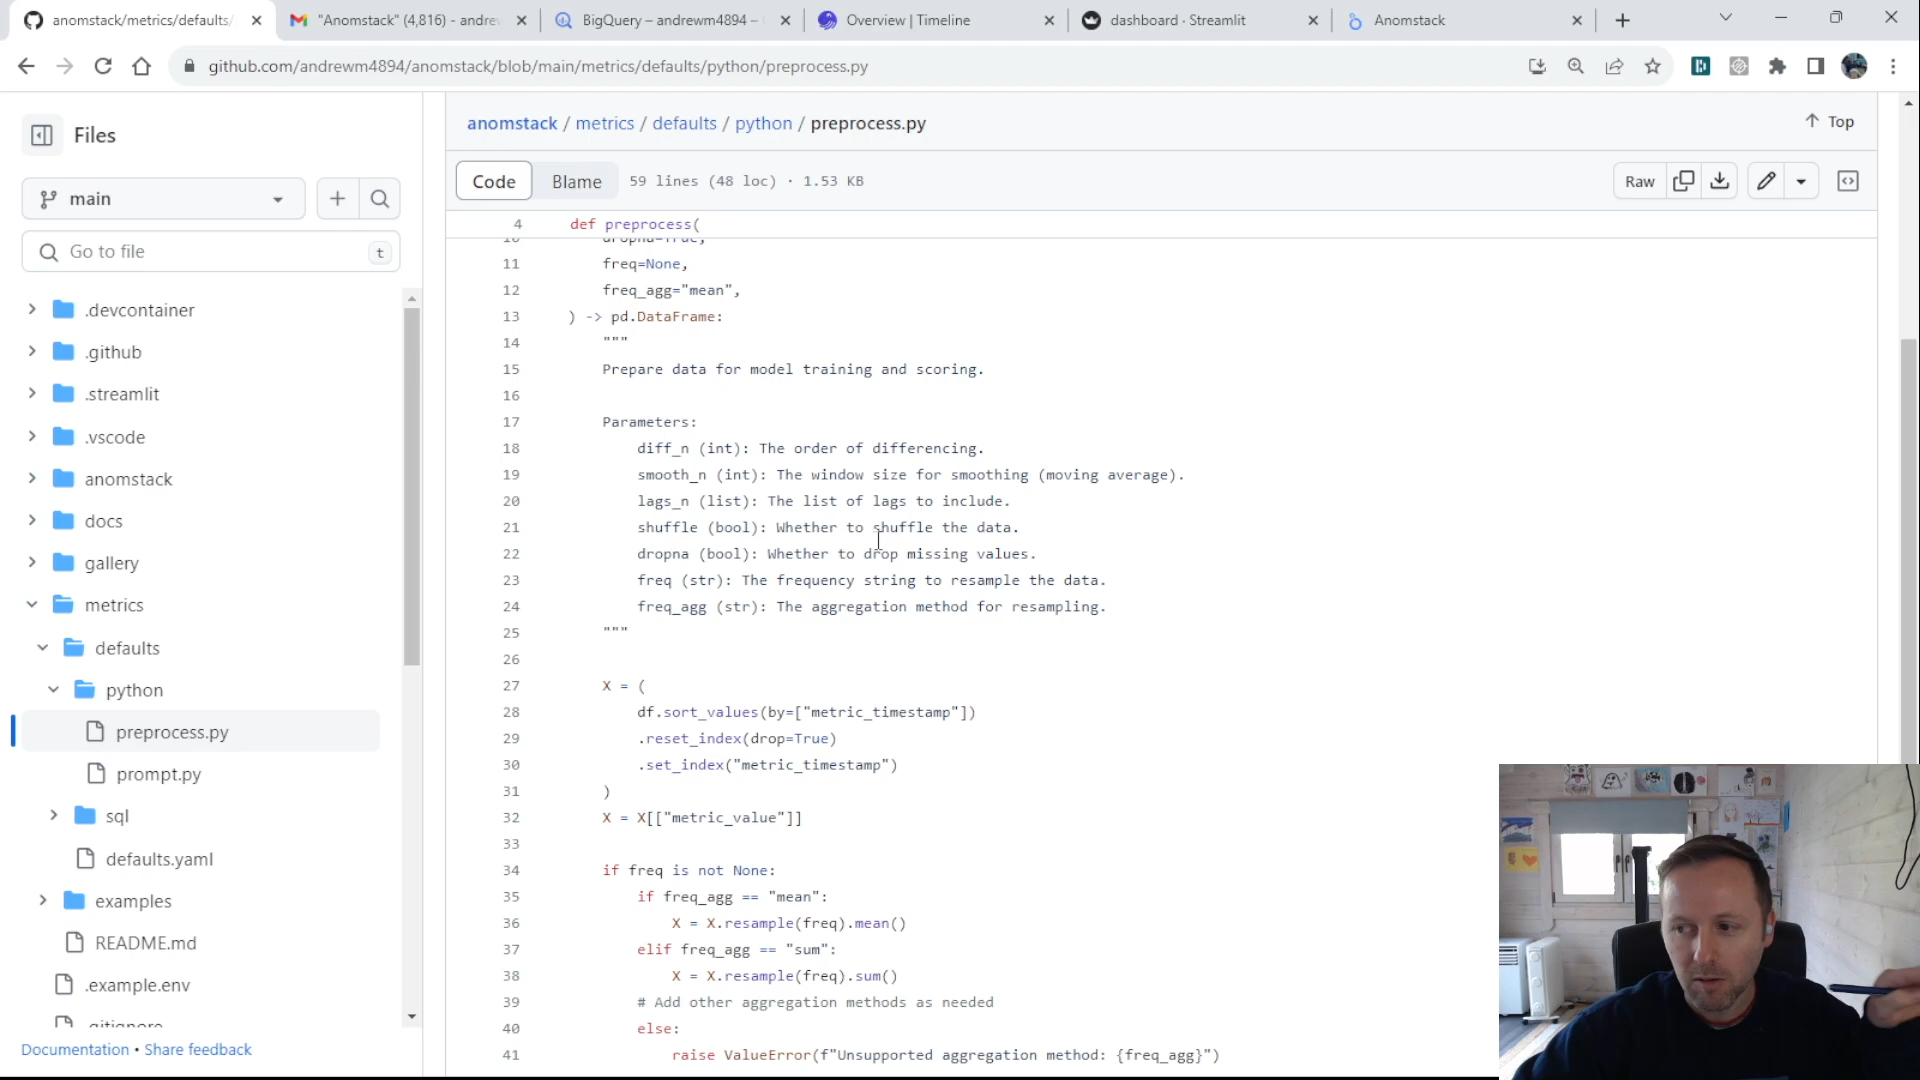 anomstack/metrics/defaults/
"Anomstack" (4,816) - andrew
BigQuery – andrewm4894 –
Overview | Timeline
dashboard · Streamlit
Anomstack
github.com/andrewm4894/anomstack/blob/main/metrics/defaults/python/preprocess.py
Files
main
Go to file
t
.devcontainer
.github
.streamlit
.vscode
anomstack
docs
gallery
metrics
defaults
python
preprocess.py
prompt.py
sql
defaults.yaml
examples
README.md
.example.env
.gitignore
Documentation • Share feedback
anomstack / metrics / defaults / python / preprocess.py
Top
Code
Blame
59 lines (48 loc) · 1.53 KB
Raw
4 def preprocess(
10 dropna=True,
11 freq=None,
12 freq_agg="mean",
13 ) -> pd.DataFrame:
14 """
15 Prepare data for model training and scoring.
16
17 Parameters:
18 diff_n (int): The order of differencing.
19 smooth_n (int): The window size for smoothing (moving average).
20 lags_n (list): The list of lags to include.
21 shuffle (bool): Whether to shuffle the data.
22 dropna (bool): Whether to drop missing values.
23 freq (str): The frequency string to resample the data.
24 freq_agg (str): The aggregation method for resampling.
25 """
26
27 X = (
28 df.sort_values(by=["metric_timestamp"])
29 .reset_index(drop=True)
30 .set_index("metric_timestamp")
31 )
32 X = X[["metric_value"]]
33
34 if freq is not None:
35 if freq_agg == "mean":
36 X = X.resample(freq).mean()
37 elif freq_agg == "sum":
38 X = X.resample(freq).sum()
39 # Add other aggregation methods as needed
40 else:
41 raise ValueError(f"Unsupported aggregation method: {freq_agg}")